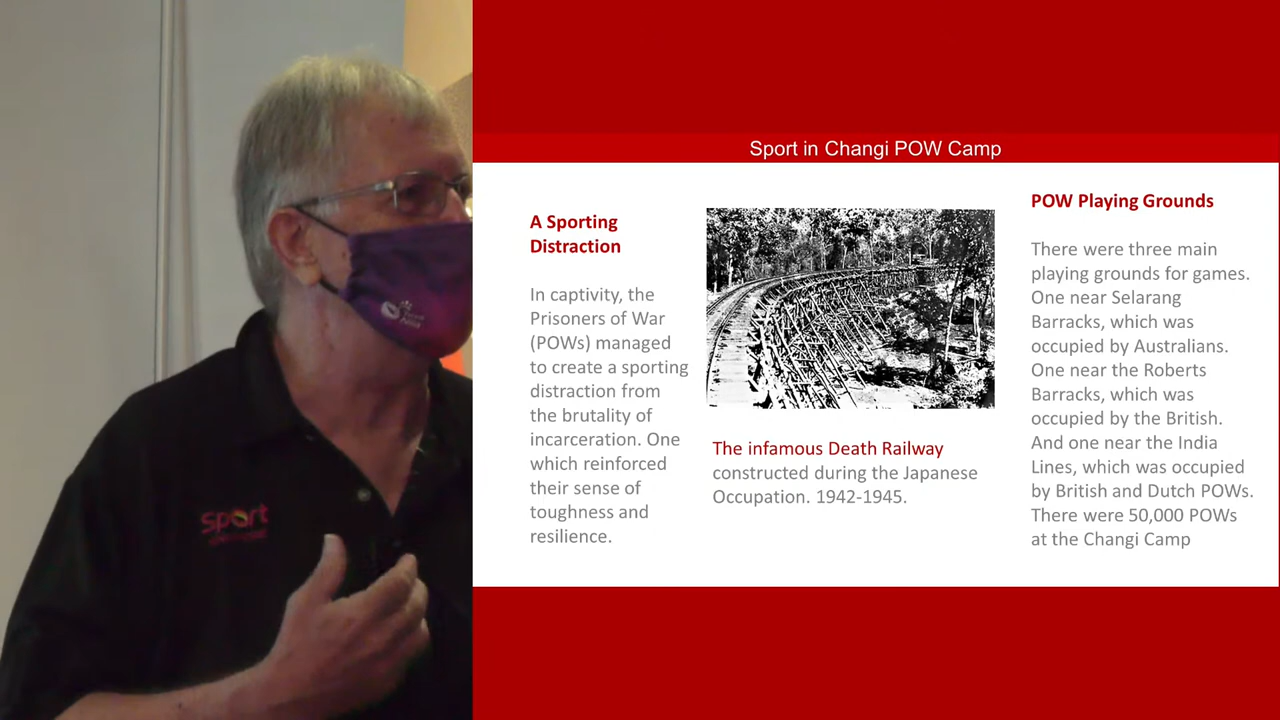 Sport in Changi POW Camp
A Sporting
Distraction
In captivity, the
Prisoners of War
(POWs) managed
to create a sporting
distraction from
the brutality of
incarceration. One
which reinforced
their sense of
toughness and
resilience.
The infamous Death Railway
constructed during the Japanese
Occupation. 1942-1945.
POW Playing Grounds
There were three main
playing grounds for games.
One near Selarang
Barracks, which was
occupied by Australians.
One near the Roberts
Barracks, which was
occupied by the British.
And one near the India
Lines, which was occupied
by British and Dutch POWs.
There were 50,000 POWs
at the Changi Camp
sport